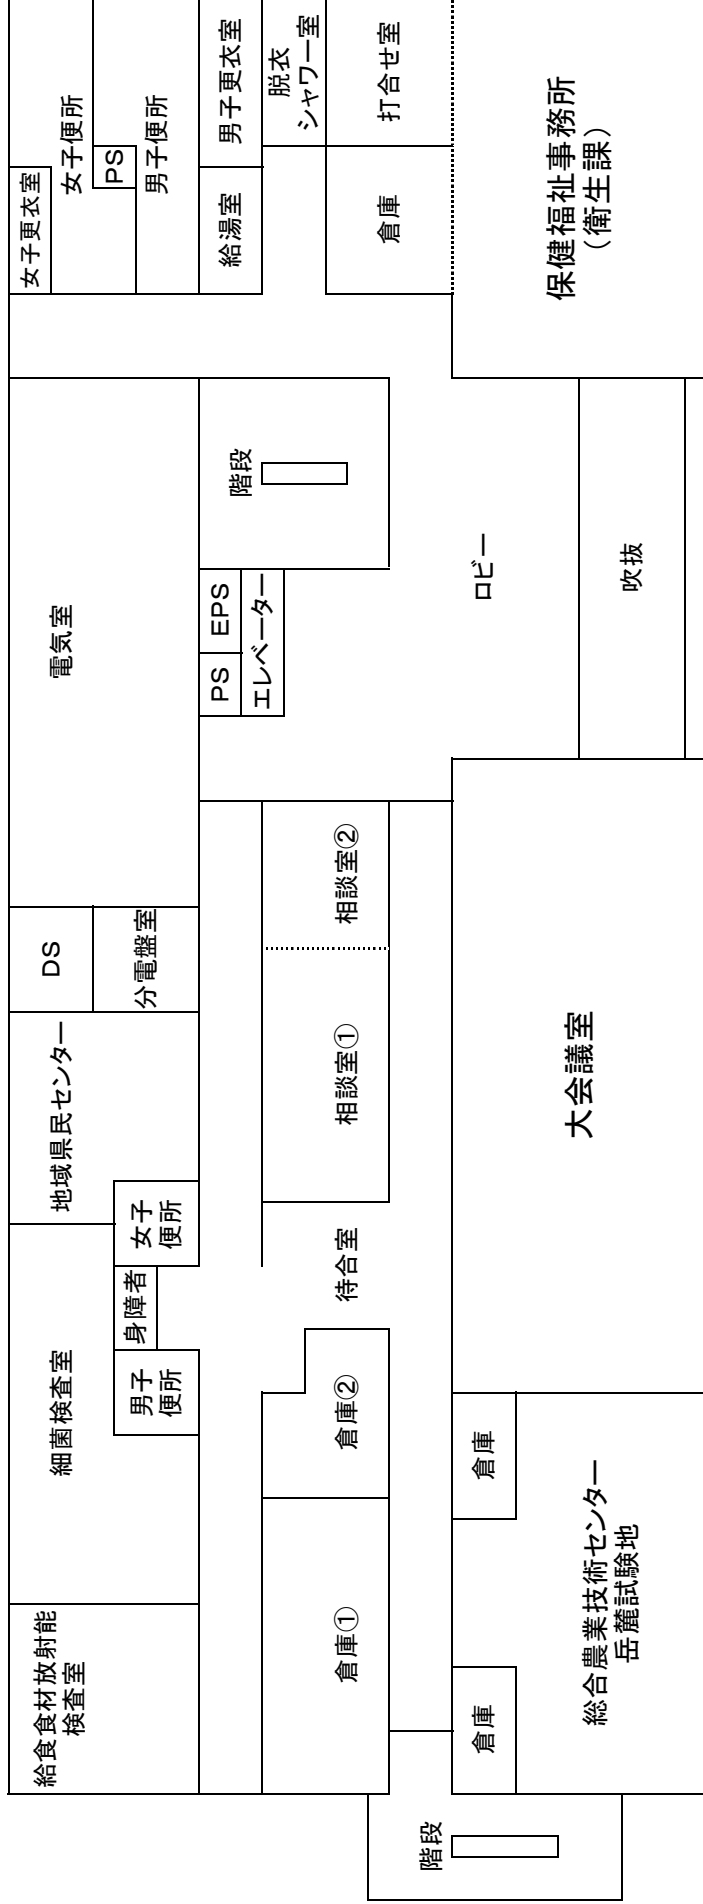 給食食材放射能
検査室
細菌検査室
地域県民センター
DS
分電盤室
電気室
女子更衣室
女子便所
PS
男子便所
男子
便所
身障者
女子
便所
PS
EPS
エレベーター
階段
給湯室
男子更衣室
脱衣
シャワー室
倉庫①
倉庫②
待合室
相談室①
相談室②
倉庫
打合せ室
階段
倉庫
倉庫
ロビー
総合農業技術センター
岳麓試験地
大会議室
吹抜
保健福祉事務所
（衛生課）